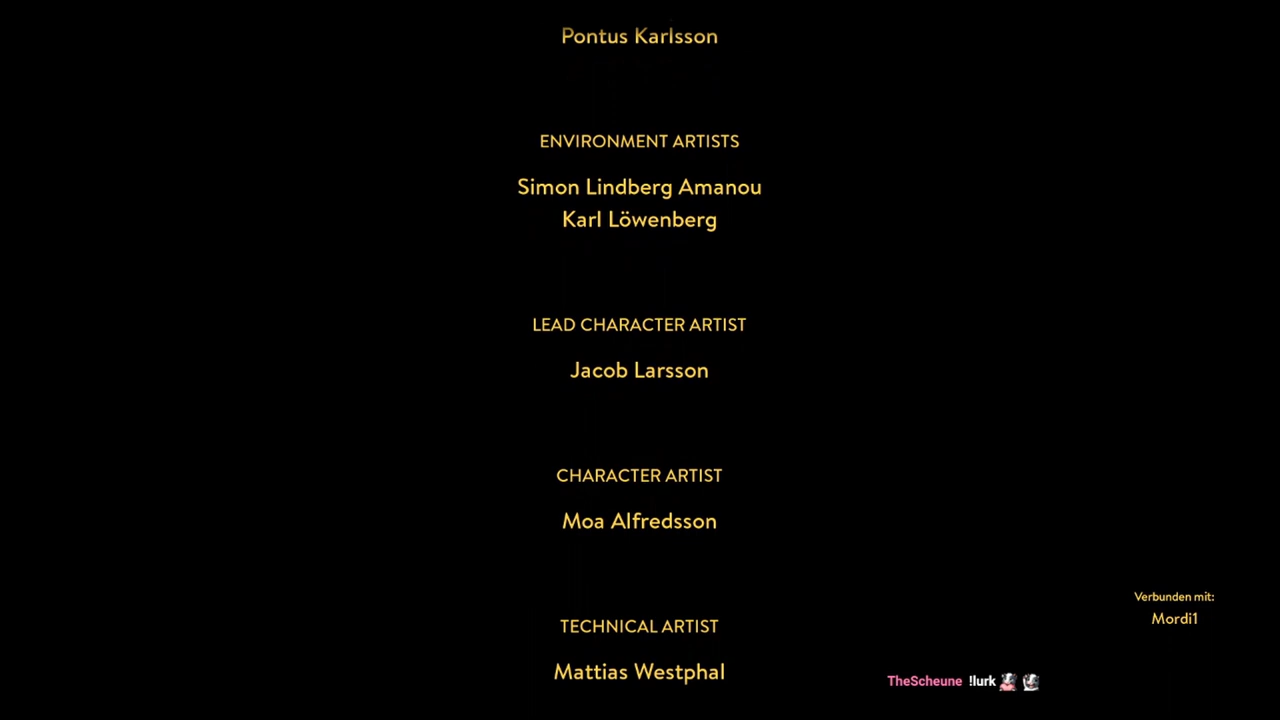 Pontus Karlsson
ENVIRONMENT ARTISTS
Simon Lindberg Amanou
Karl Löwenberg
LEAD CHARACTER ARTIST
Jacob Larsson
CHARACTER ARTIST
Moa Alfredsson
TECHNICAL ARTIST
Mattias Westphal
Verbunden mit:
Mordi1
TheScheune !lurk